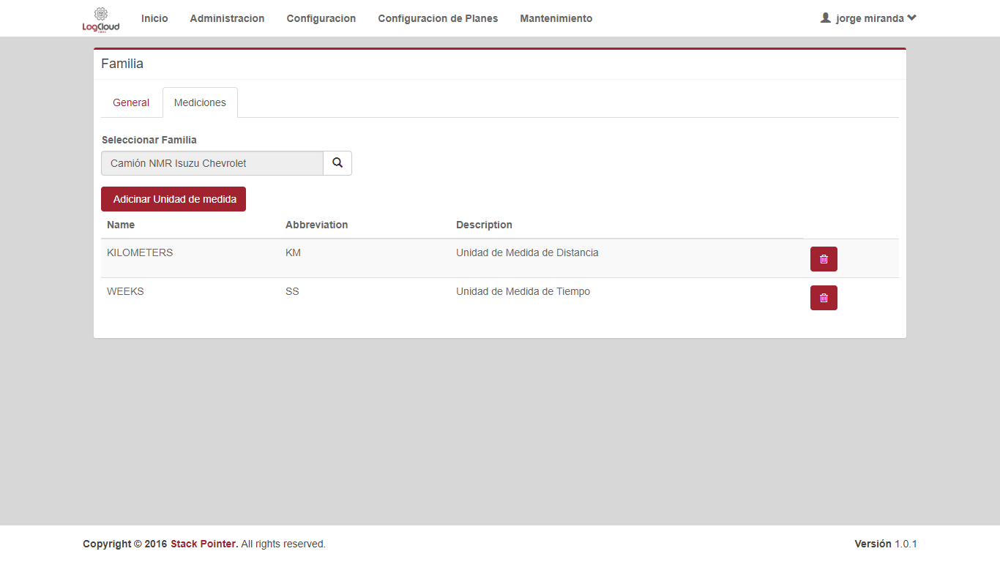 LogCloud
Inicio Administracion Configuracion Configuracion de Planes Mantenimiento jorge miranda
Familia
General Mediciones
Seleccionar Familia
Camión NMR Isuzu Chevrolet
Adicinar Unidad de medida
Name Abbreviation Description
KILOMETERS KM Unidad de Medida de Distancia
WEEKS SS Unidad de Medida de Tiempo
Copyright © 2016 Stack Pointer. All rights reserved. Versión 1.0.1